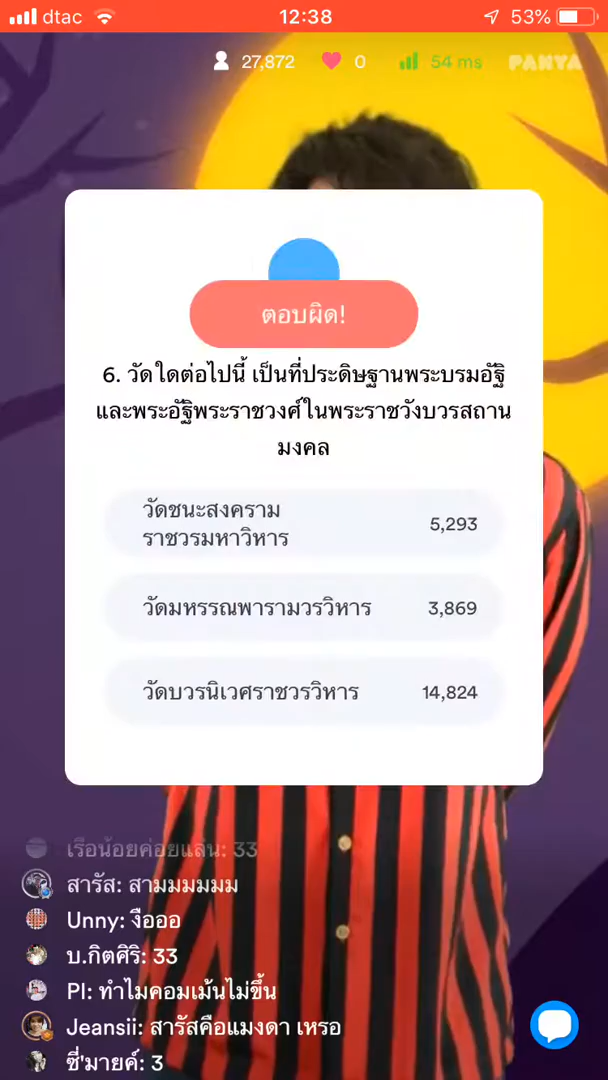 dtac 12:38 53%
27,872 0 54 ms PANYA
ตอบผิด!
6. วัดใดต่อไปนี้ เป็นที่ประดิษฐานพระบรมอัฐิ
และพระอัฐิพระราชวงศ์ในพระราชวังบวรสถาน
มงคล
วัดชนะสงคราม
ราชวรมหาวิหาร
5,293
วัดมหรรณพารามวรวิหาร 3,869
วัดบวรนิเวศราชวรวิหาร 14,824
เรือน้อยค่อยแล่น: 33
สารัส: สามมมมมม
Unny: งืออออ
บ.กิตศิริ: 33
Pl: ทำไมคอมเม้นไม่ขึ้น
Jeansii: สารัสคือแมงดา เหรอ
ซี่'มายค์: 3